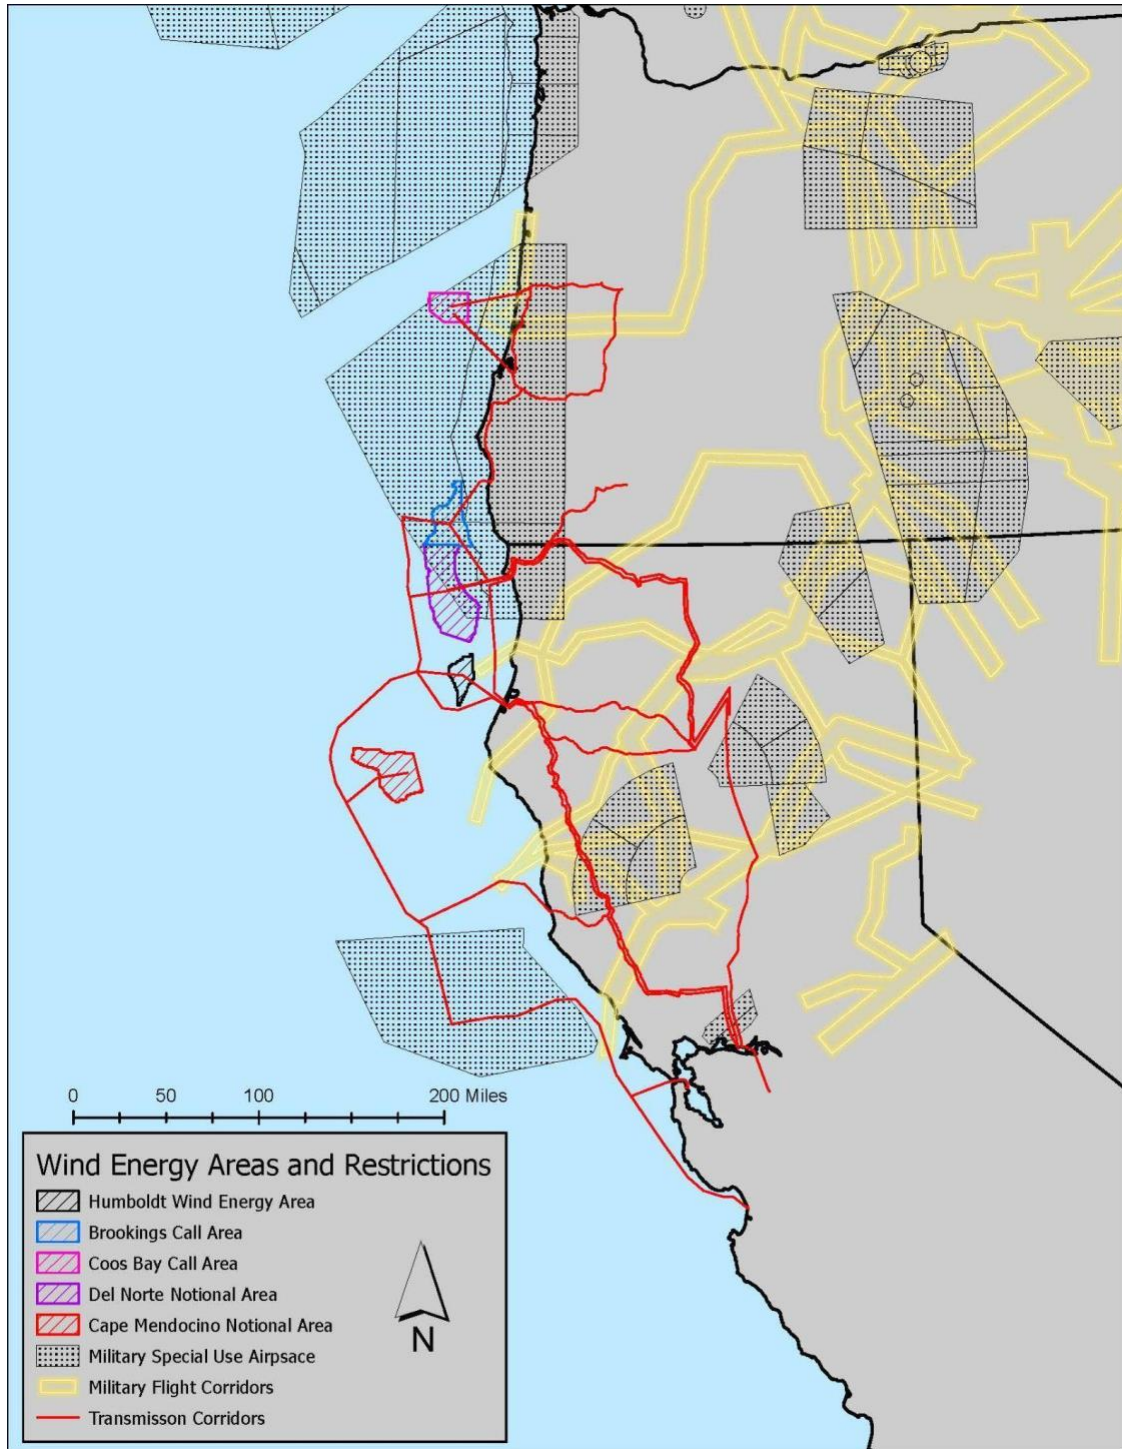 0 50 100 200 Miles
Wind Energy Areas and Restrictions
Humboldt Wind Energy Area
Brookings Call Area
Coos Bay Call Area
Del Norte Notional Area
Cape Mendocino Notional Area
Military Special Use Airpsace
Military Flight Corridors
Transmisson Corridors
N